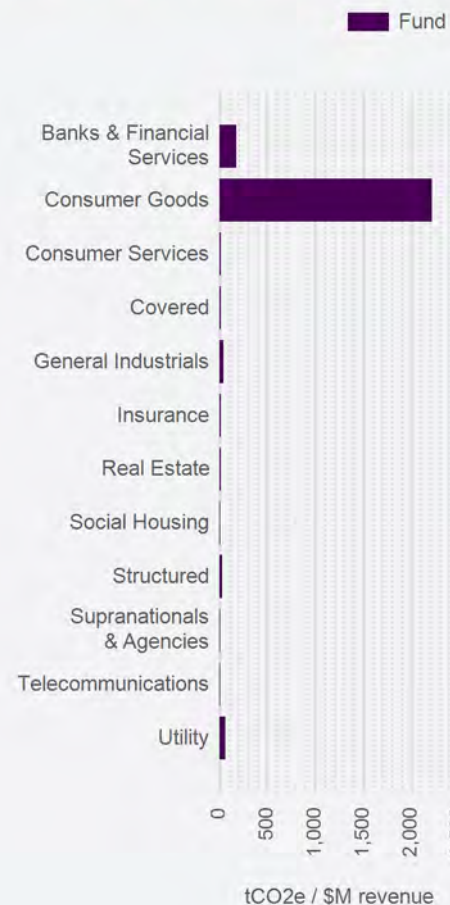 Fund
Banks & Financial
Services
Consumer Goods
Consumer Services
Covered
General Industrials
Insurance
Real Estate
Social Housing
Structured
Supranationals
& Agencies
Telecommunications
Utility
0
500
1,000
1,500
2,000
tCO2e / $M revenue